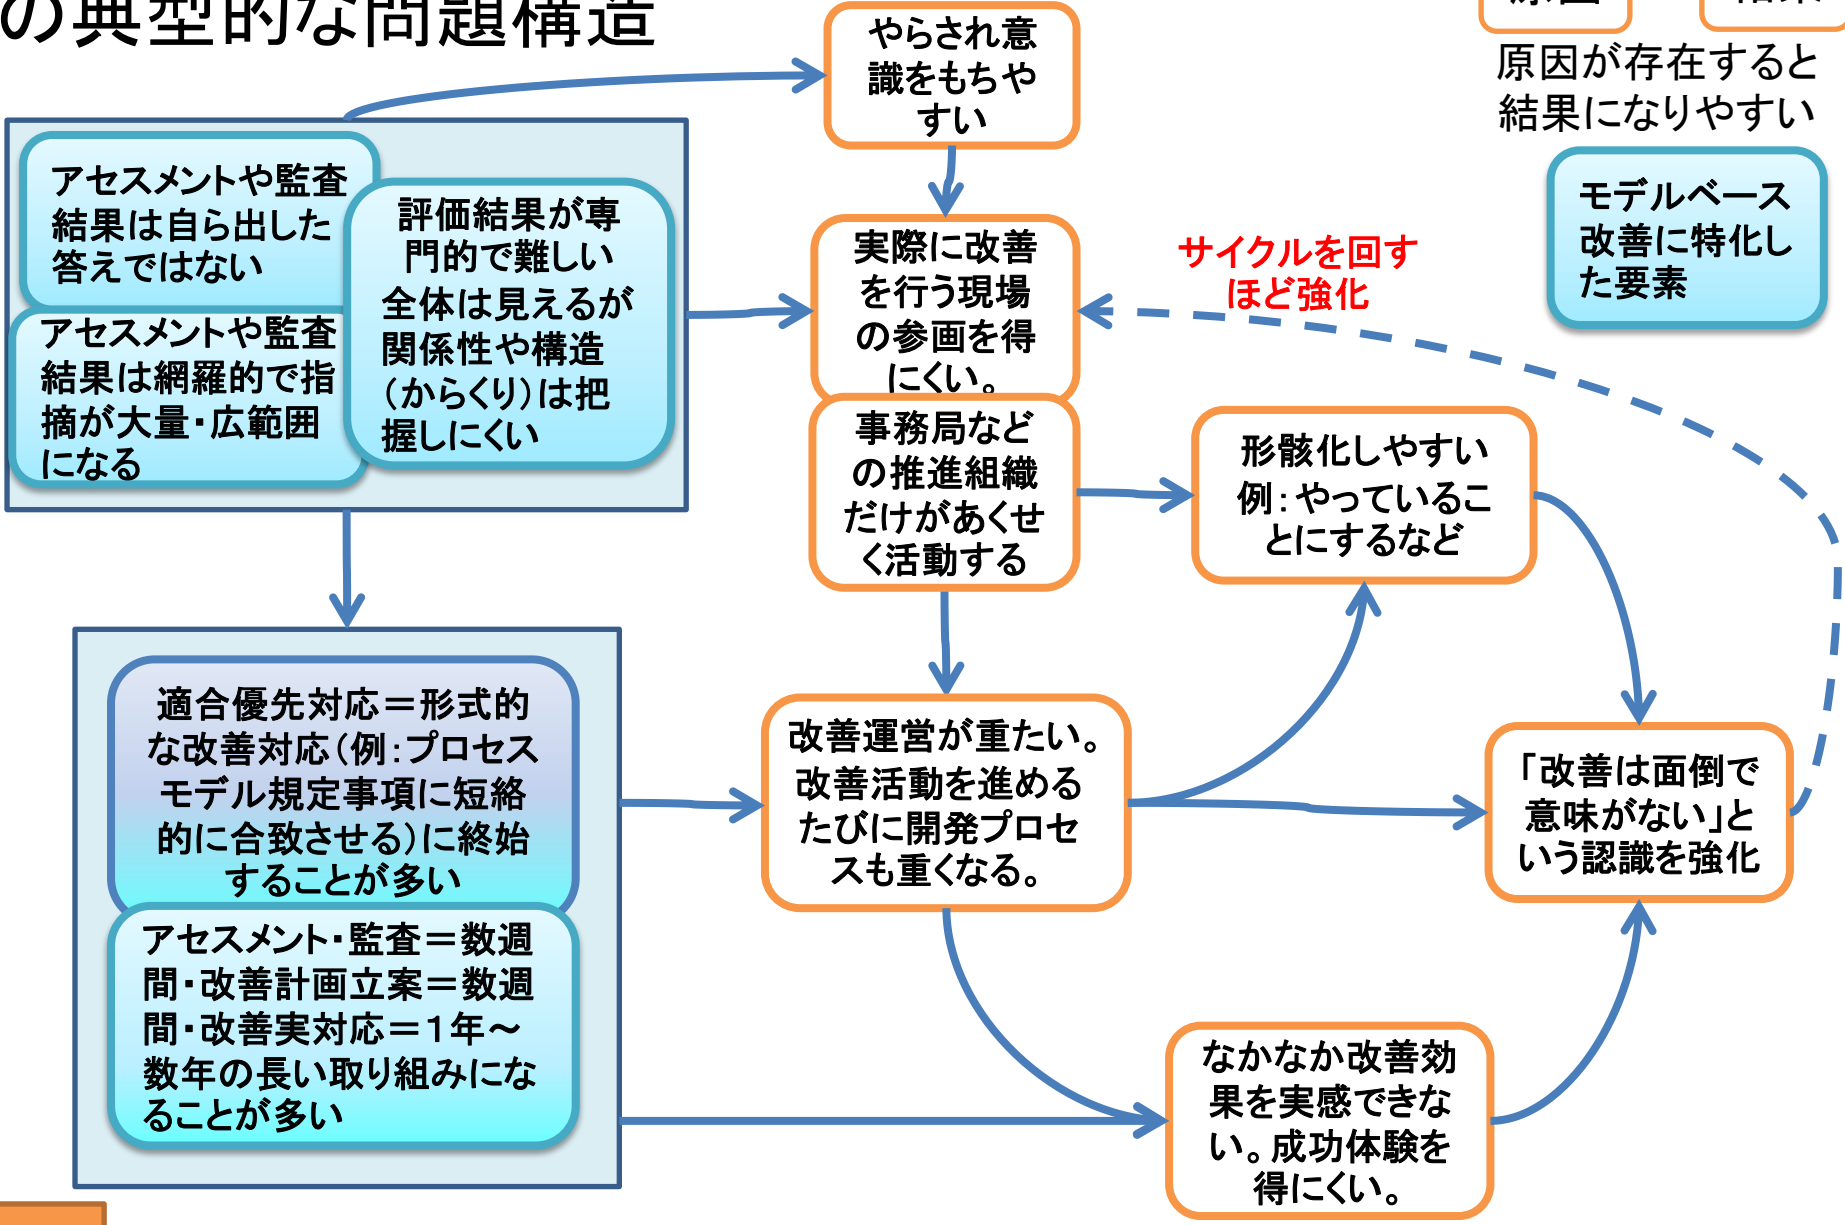 の典型的な問題構造
原因
結果
原因が存在すると
結果になりやすい
モデルベース
改善に特化し
た要素
やらされ意
識をもちや
すい
アセスメントや監査
結果は自ら出した
答えではない
評価結果が専
門的で難しい
全体は見えるが
関係性や構造
(からくり)は把
握しにくい
アセスメントや監査
結果は網羅的で指
摘が大量・広範囲
になる
実際に改善
を行う現場
の参画を得
にくい。
サイクルを回す
ほど強化
事務局など
の推進組織
だけがあくせ
く活動する
形骸化しやすい
例:やっているこ
とにするなど
適合優先対応=形式的
な改善対応(例:プロセス
モデル規定事項に短絡
的に合致させる)に終始
することが多い
アセスメント・監査=数週
間・改善計画立案=数週
間・改善実対応=1年~
数年の長い取り組みにな
ることが多い
改善運営が重たい。
改善活動を進める
たびに開発プロセ
スも重くなる。
「改善は面倒で
意味がない」と
いう認識を強化
なかなか改善効
果を実感できな
い。成功体験を
得にくい。